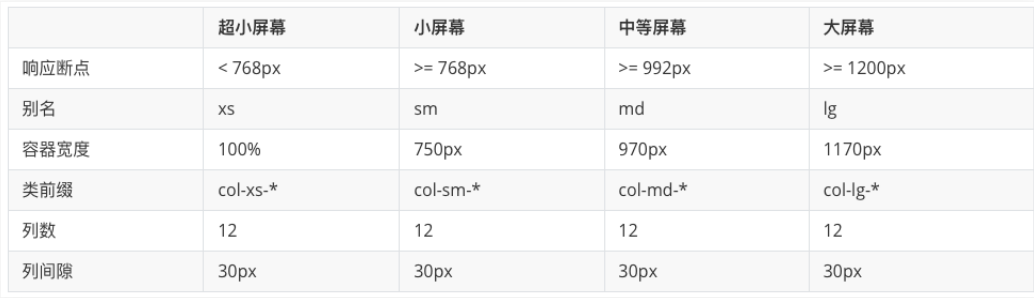 超小屏幕 小屏幕 中等屏幕 大屏幕
响应断点 < 768px >= 768px >= 992px >= 1200px
别名 xs sm md lg
容器宽度 100% 750px 970px 1170px
类前缀 col-xs-* col-sm-* col-md-* col-lg-*
列数 12 12 12 12
列间隙 30px 30px 30px 30px